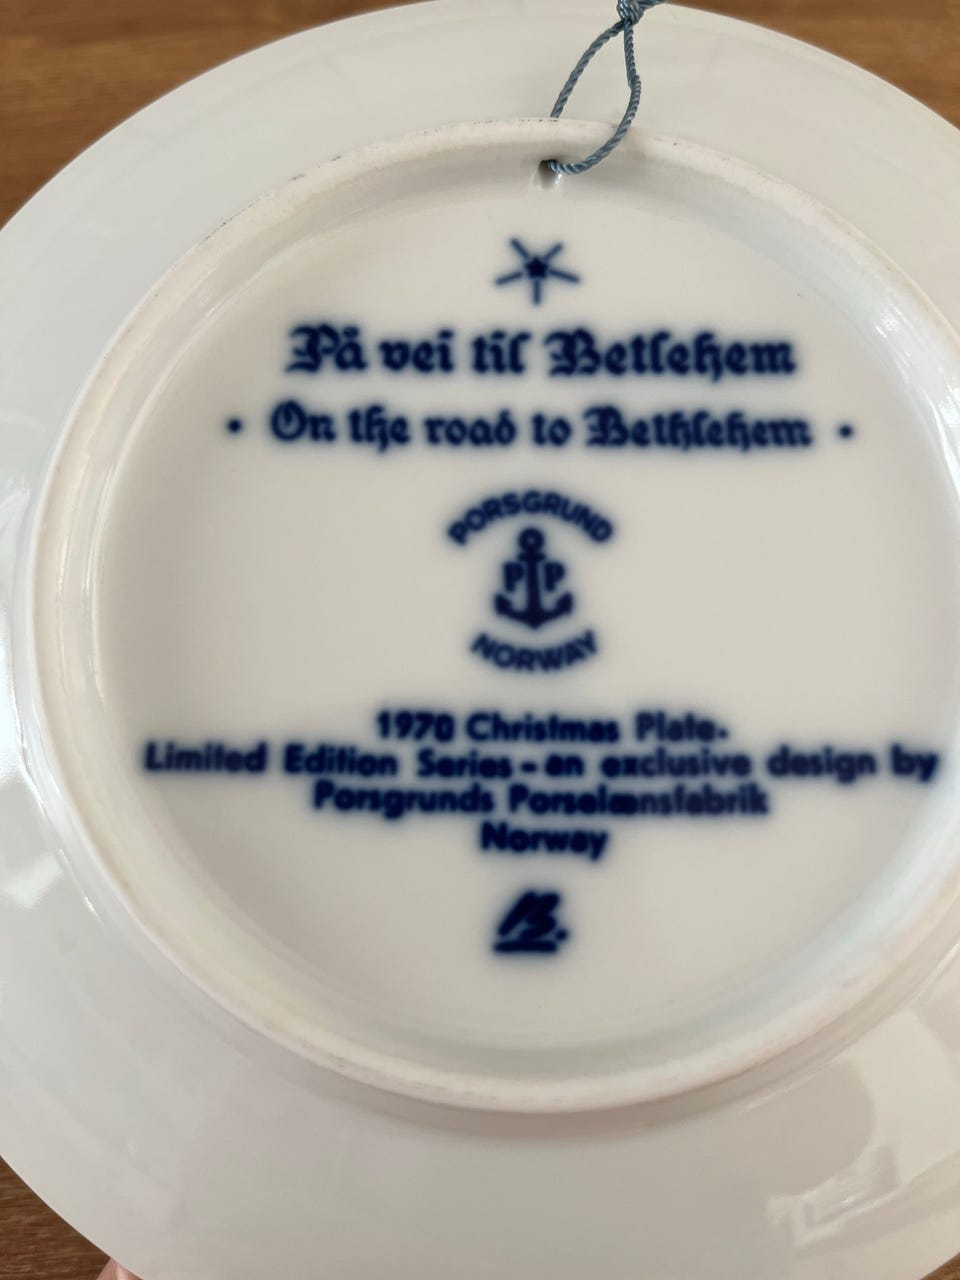 På vei til Betlehem
· On the road to Bethlehem ·
PORSGRUND
P P
NORWAY
1970 Christmas Plate.
Limited Edition Series - an exclusive design by
Porsgrunds Porselænsfabrik
Norway
B.